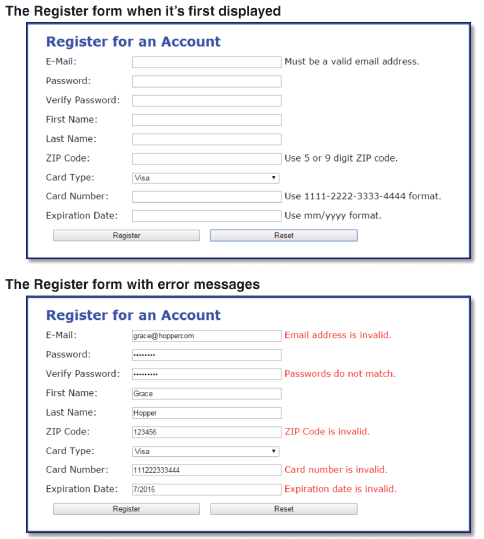 The Register form when it's first displayed
Register for an Account
E-Mail: Must be a valid email address.
Password:
Verify Password:
First Name:
Last Name:
ZIP Code: Use 5 or 9 digit ZIP code.
Card Type: Visa
Card Number: Use 1111-2222-3333-4444 format.
Expiration Date: Use mm/yyyy format.
Register Reset
The Register form with error messages
Register for an Account
E-Mail: grace@hoppercom Email address is invalid.
Password: ••••••••
Verify Password: ••••••••• Passwords do not match.
First Name: Grace
Last Name: Hopper
ZIP Code: 123456 ZIP Code is invalid.
Card Type: Visa
Card Number: 111222333444 Card number is invalid.
Expiration Date: 7/2015 Expiration date is invalid.
Register Reset